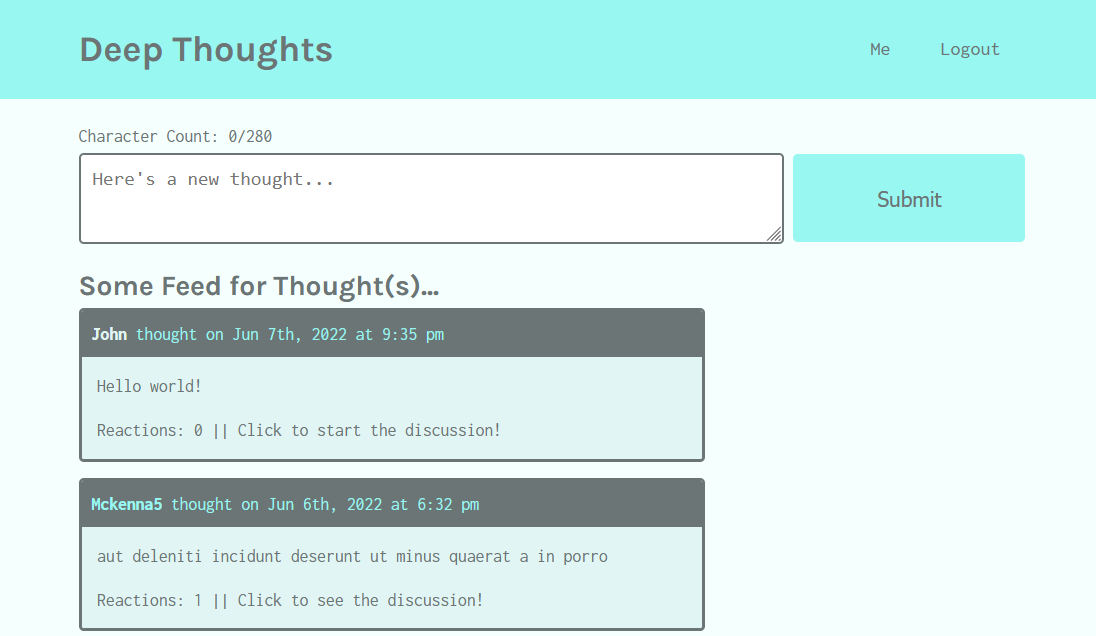 Deep Thoughts
Me
Logout
Character Count: 0/280
Here's a new thought...
Submit
Some Feed for Thought(s)...
John thought on Jun 7th, 2022 at 9:35 pm
Hello world!
Reactions: 0 || Click to start the discussion!
Mckenna5 thought on Jun 6th, 2022 at 6:32 pm
aut deleniti incidunt deserunt ut minus quaerat a in porro
Reactions: 1 || Click to see the discussion!